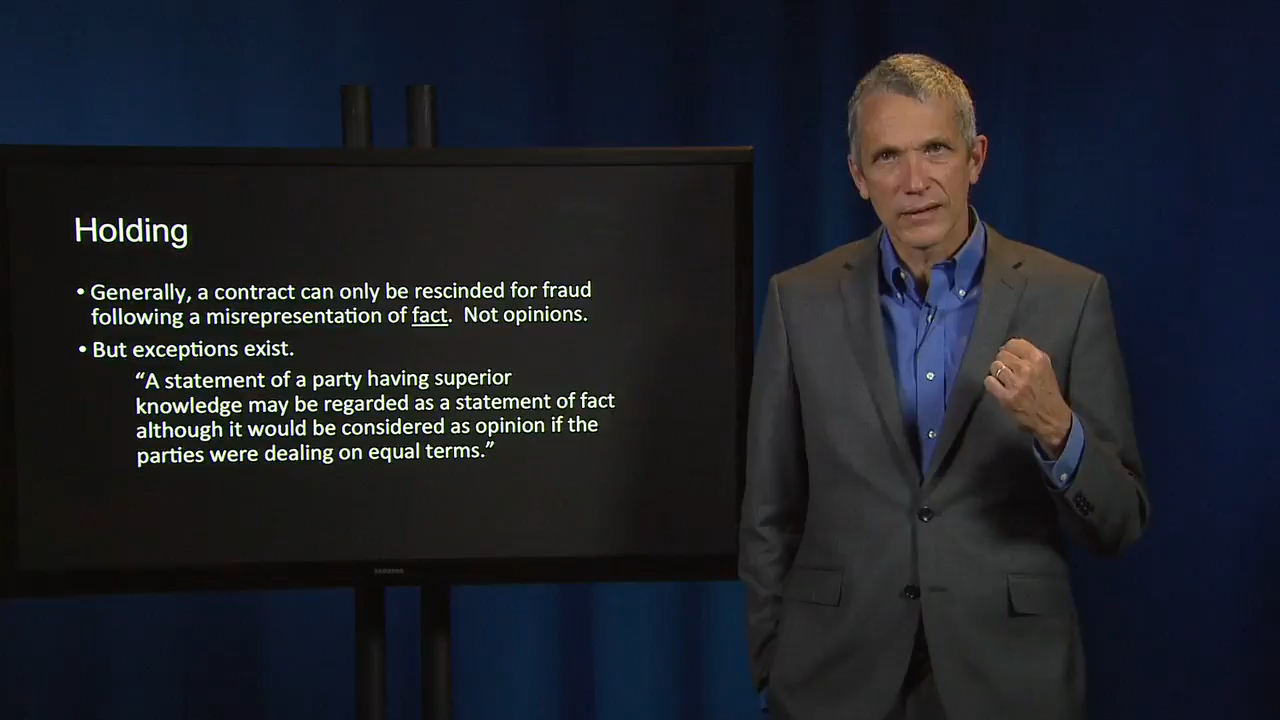 Holding
• Generally, a contract can only be rescinded for fraud
following a misrepresentation of fact.  Not opinions.
• But exceptions exist.
“A statement of a party having superior
knowledge may be regarded as a statement of fact
although it would be considered as opinion if the
parties were dealing on equal terms.”
SAMSUNG